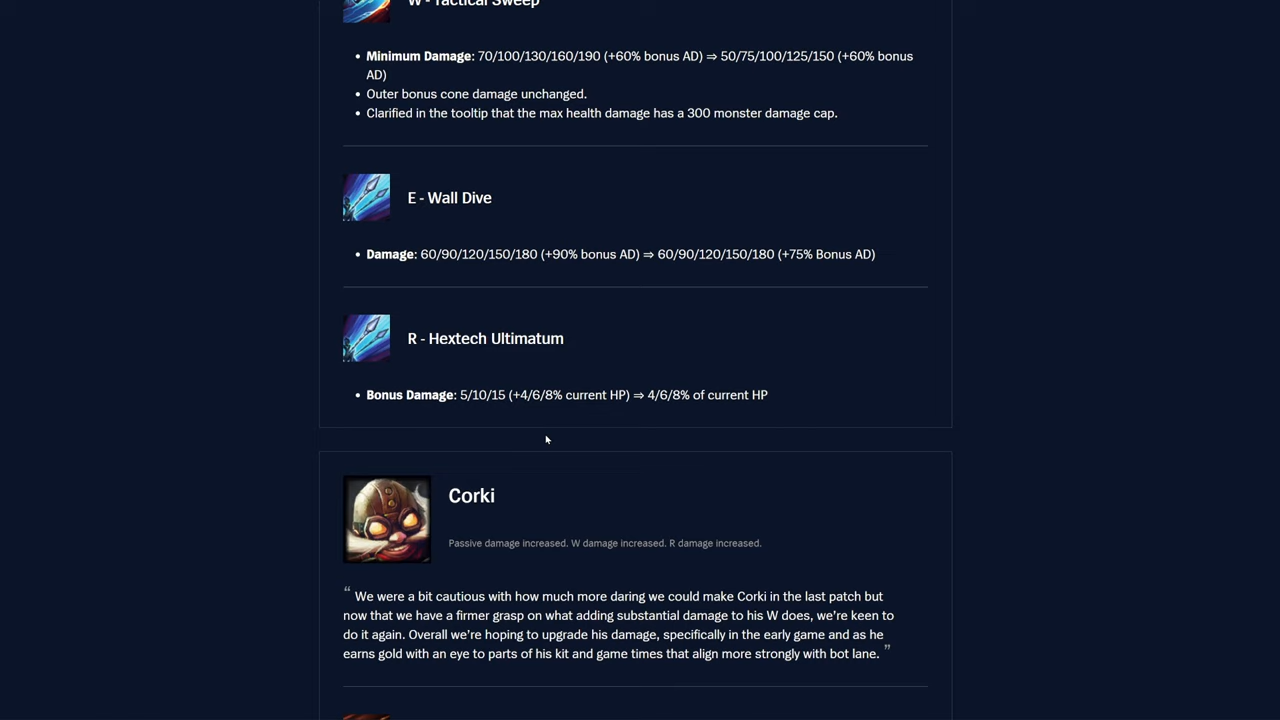 W - Tactical Sweep
Minimum Damage: 70/100/130/160/190 (+60% bonus AD) ⇒ 50/75/100/125/150 (+60% bonus
AD)
Outer bonus cone damage unchanged.
Clarified in the tooltip that the max health damage has a 300 monster damage cap.
E - Wall Dive
Damage: 60/90/120/150/180 (+90% bonus AD) ⇒ 60/90/120/150/180 (+75% Bonus AD)
R - Hextech Ultimatum
Bonus Damage: 5/10/15 (+4/6/8% current HP) ⇒ 4/6/8% of current HP
Corki
Passive damage increased. W damage increased. R damage increased.
“ We were a bit cautious with how much more daring we could make Corki in the last patch but
now that we have a firmer grasp on what adding substantial damage to his W does, we’re keen to
do it again. Overall we’re hoping to upgrade his damage, specifically in the early game and as he
earns gold with an eye to parts of his kit and game times that align more strongly with bot lane. ”